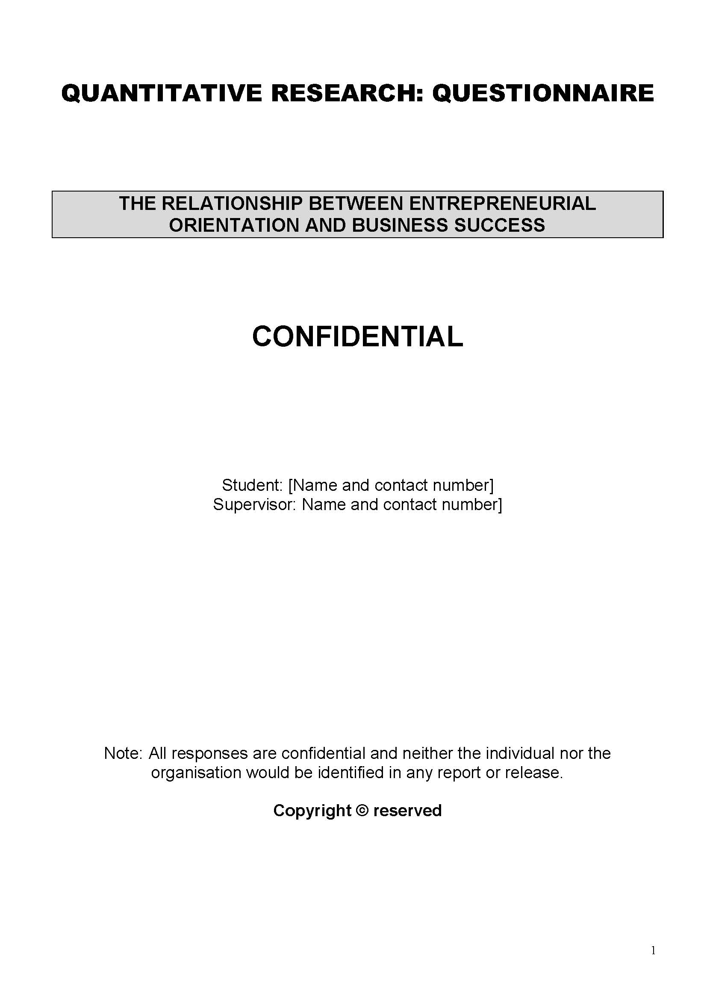 QUANTITATIVE RESEARCH: QUESTIONNAIRE
THE RELATIONSHIP BETWEEN ENTREPRENEURIAL
ORIENTATION AND BUSINESS SUCCESS
CONFIDENTIAL
Student: [Name and contact number]
Supervisor: Name and contact number]
Note: All responses are confidential and neither the individual nor the
organisation would be identified in any report or release.
Copyright © reserved
1